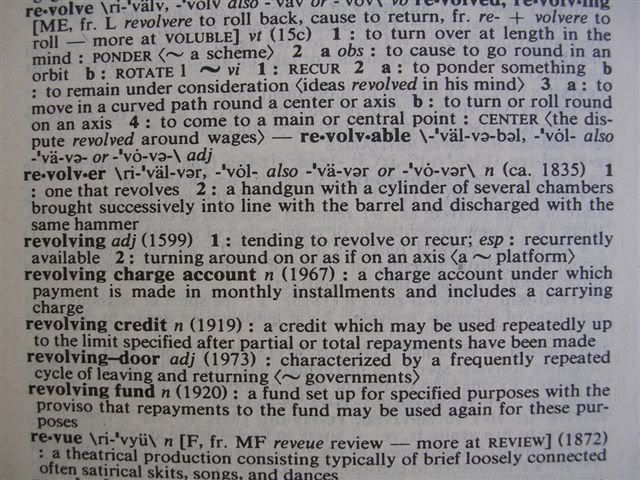 re·volve \ri-ˈvälv, -ˈvȯlv also -ˈväv or -ˈvȯv\ vb re·volved; re·volv·ing
[ME, fr. L revolvere to roll back, cause to return, fr. re- + volvere to
roll — more at VOLUBLE] vt (15c) 1 : to turn over at length in the
mind : PONDER ⟨~ a scheme⟩ 2 a obs : to cause to go round in an
orbit b : ROTATE 1 ~ vi 1 : RECUR 2 a : to ponder something b
: to remain under consideration ⟨ideas revolved in his mind⟩ 3 a : to
move in a curved path round a center or axis b : to turn or roll round
on an axis 4 : to come to a main or central point : CENTER ⟨the dis-
pute revolved around wages⟩ — re·volv·able \-ˈväl-və-bəl, -ˈvȯl- also
-ˈvä-və- or -ˈvȯ-və-\ adj
re·volv·er \ri-ˈväl-vər, -ˈvȯl- also -ˈvä-vər or -ˈvȯ-vər\ n (ca. 1835) 1
: one that revolves 2 : a handgun with a cylinder of several chambers
brought successively into line with the barrel and discharged with the
same hammer
revolving adj (1599) 1 : tending to revolve or recur; esp : recurrently
available 2 : turning around on or as if on an axis ⟨a ~ platform⟩
revolving charge account n (1967) : a charge account under which
payment is made in monthly installments and includes a carrying
charge
revolving credit n (1919) : a credit which may be used repeatedly up
to the limit specified after partial or total repayments have been made
revolving–door adj (1973) : characterized by a frequently repeated
cycle of leaving and returning ⟨~ governments⟩
revolving fund n (1920) : a fund set up for specified purposes with the
proviso that repayments to the fund may be used again for these pur-
poses
re·vue \ri-ˈvyü\ n [F, fr. MF reveue review — more at REVIEW] (1872)
: a theatrical production consisting typically of brief loosely connected
often satirical skits, songs, and dances